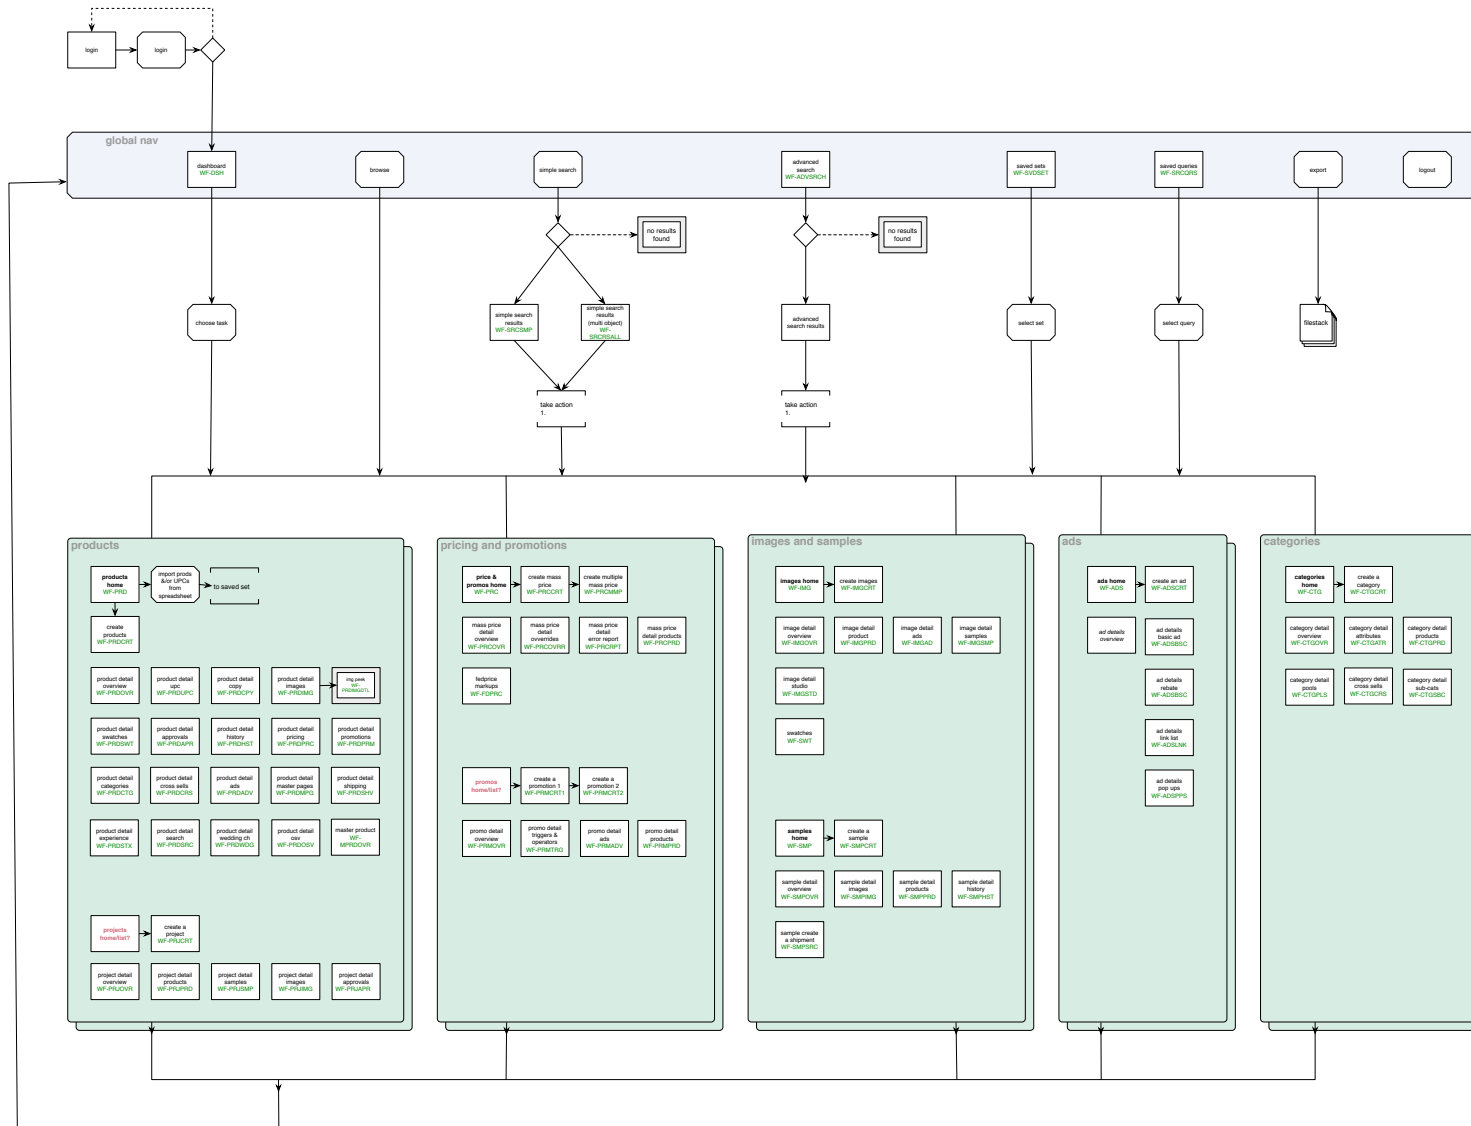 login
login
global nav
dashboard
WF-DSH
browse
simple search
advanced
search
WF-ADVSRCH
saved sets
WF-SVDSET
saved queries
WF-SRCQRS
export
logout
no results
found
no results
found
choose task
simple search
results
WF-SRCSMP
simple search
results
(multi object)
WF-
SRCRSALL
advanced
search results
select set
select query
filestack
take action
1.
take action
1.
products
products
home
WF-PRD
import prods
&/or UPCs
from
spreadsheet
to saved set
create
products
WF-PRDCRT
product detail
overview
WF-PRDOVR
product detail
upc
WF-PRDUPC
product detail
copy
WF-PRDCPY
product detail
images
WF-PRDIMG
img peek
WF-
PRDIMGDTL
product detail
swatches
WF-PRDSWT
product detail
approvals
WF-PRDAPR
product detail
history
WF-PRDHST
product detail
pricing
WF-PRDPRC
product detail
promotions
WF-PRDPRM
product detail
categories
WF-PRDCTG
product detail
cross sells
WF-PRDCRS
product detail
ads
WF-PRDADV
product detail
master pages
WF-PRDMPG
product detail
shipping
WF-PRDSHV
product detail
experience
WF-PRDSTX
product detail
search
WF-PRDSRC
product detail
wedding ch
WF-PRDWDG
product detail
osv
WF-PRDOSV
master product
WF-
MPRDOVR
projects
home/list?
create a
project
WF-PRJCRT
project detail
overview
WF-PRJOVR
project detail
products
WF-PRJPRD
project detail
samples
WF-PRJSMP
project detail
images
WF-PRJIMG
project detail
approvals
WF-PRJAPR
pricing and promotions
price &
promos home
WF-PRC
create mass
price
WF-PRCCRT
create multiple
mass price
WF-PRCMMP
mass price
detail
overview
WF-PRCOVR
mass price
detail
overrides
WF-PRCOVRR
mass price
detail
error report
WF-PRCRPT
mass price
detail products
WF-PRCPRD
fedprice
markups
WF-FDPRC
promos
home/list?
create a
promotion 1
WF-PRMCRT1
create a
promotion 2
WF-PRMCRT2
promo detail
overview
WF-PRMOVR
promo detail
triggers &
operators
WF-PRMTRG
promo detail
ads
WF-PRMADV
promo detail
products
WF-PRMPRD
images and samples
images home
WF-IMG
create images
WF-IMGCRT
image detail
overview
WF-IMGOVR
image detail
product
WF-IMGPRD
image detail
ads
WF-IMGAD
image detail
samples
WF-IMGSMP
image detail
studio
WF-IMGSTD
swatches
WF-SWT
samples
home
WF-SMP
create a
sample
WF-SMPCRT
sample detail
overview
WF-SMPOVR
sample detail
images
WF-SMPIMG
sample detail
products
WF-SMPPRD
sample detail
history
WF-SMPHST
sample create
a shipment
WF-SMPSRC
ads
ads home
WF-ADS
create an ad
WF-ADSCRT
ad details
overview
ad details
basic ad
WF-ADSBSC
ad details
rebate
WF-ADSBSC
ad details
link list
WF-ADSLNK
ad details
pop ups
WF-ADSPPS
categories
categories
home
WF-CTG
create a
category
WF-CTGCRT
category detail
overview
WF-CTGOVR
category detail
attributes
WF-CTGATR
category detail
products
WF-CTGPRD
category detail
pools
WF-CTGPLS
category detail
cross sells
WF-CTGCRS
category detail
sub-cats
WF-CTGSBC